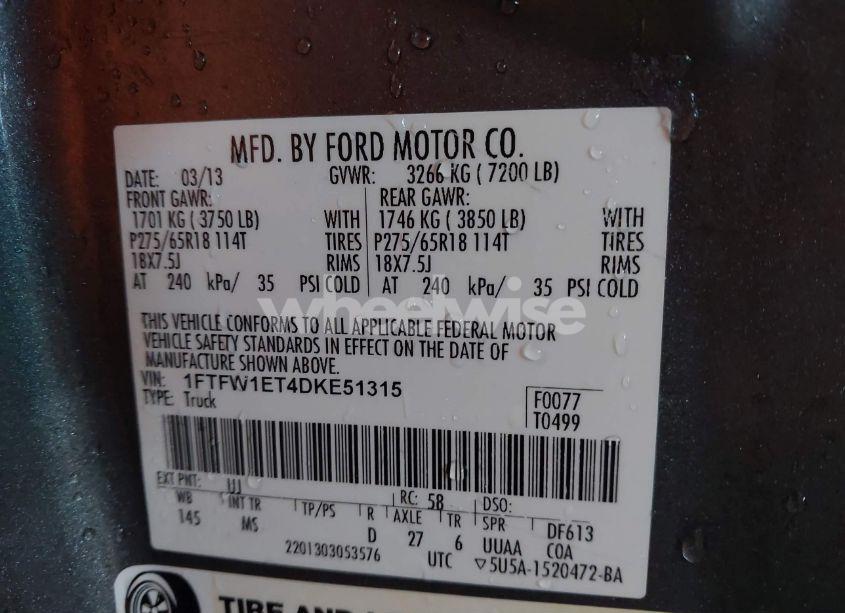 MFD. BY FORD MOTOR CO.
DATE: 03/13 GVWR: 3266 KG ( 7200 LB)
FRONT GAWR: REAR GAWR:
1701 KG ( 3750 LB) WITH 1746 KG ( 3850 LB) WITH
P275/65R18 114T TIRES P275/65R18 114T TIRES
18X7.5J RIMS 18X7.5J RIMS
AT 240 kPa/ 35 PSI COLD AT 240 kPa/ 35 PSI COLD
wheelwise
THIS VEHICLE CONFORMS TO ALL APPLICABLE FEDERAL MOTOR
VEHICLE SAFETY STANDARDS IN EFFECT ON THE DATE OF
MANUFACTURE SHOWN ABOVE.
VIN: 1FTFW1ET4DKE51315
TYPE: Truck
F0077
T0499
EXT PNT: UJ RC: 58 DSO:
WB INT TR TP/PS R AXLE TR SPR DF613
145 MS D 27 6 UUAA COA
2201303053576 UTC ▽5U5A-1520472-BA
TIRE AND